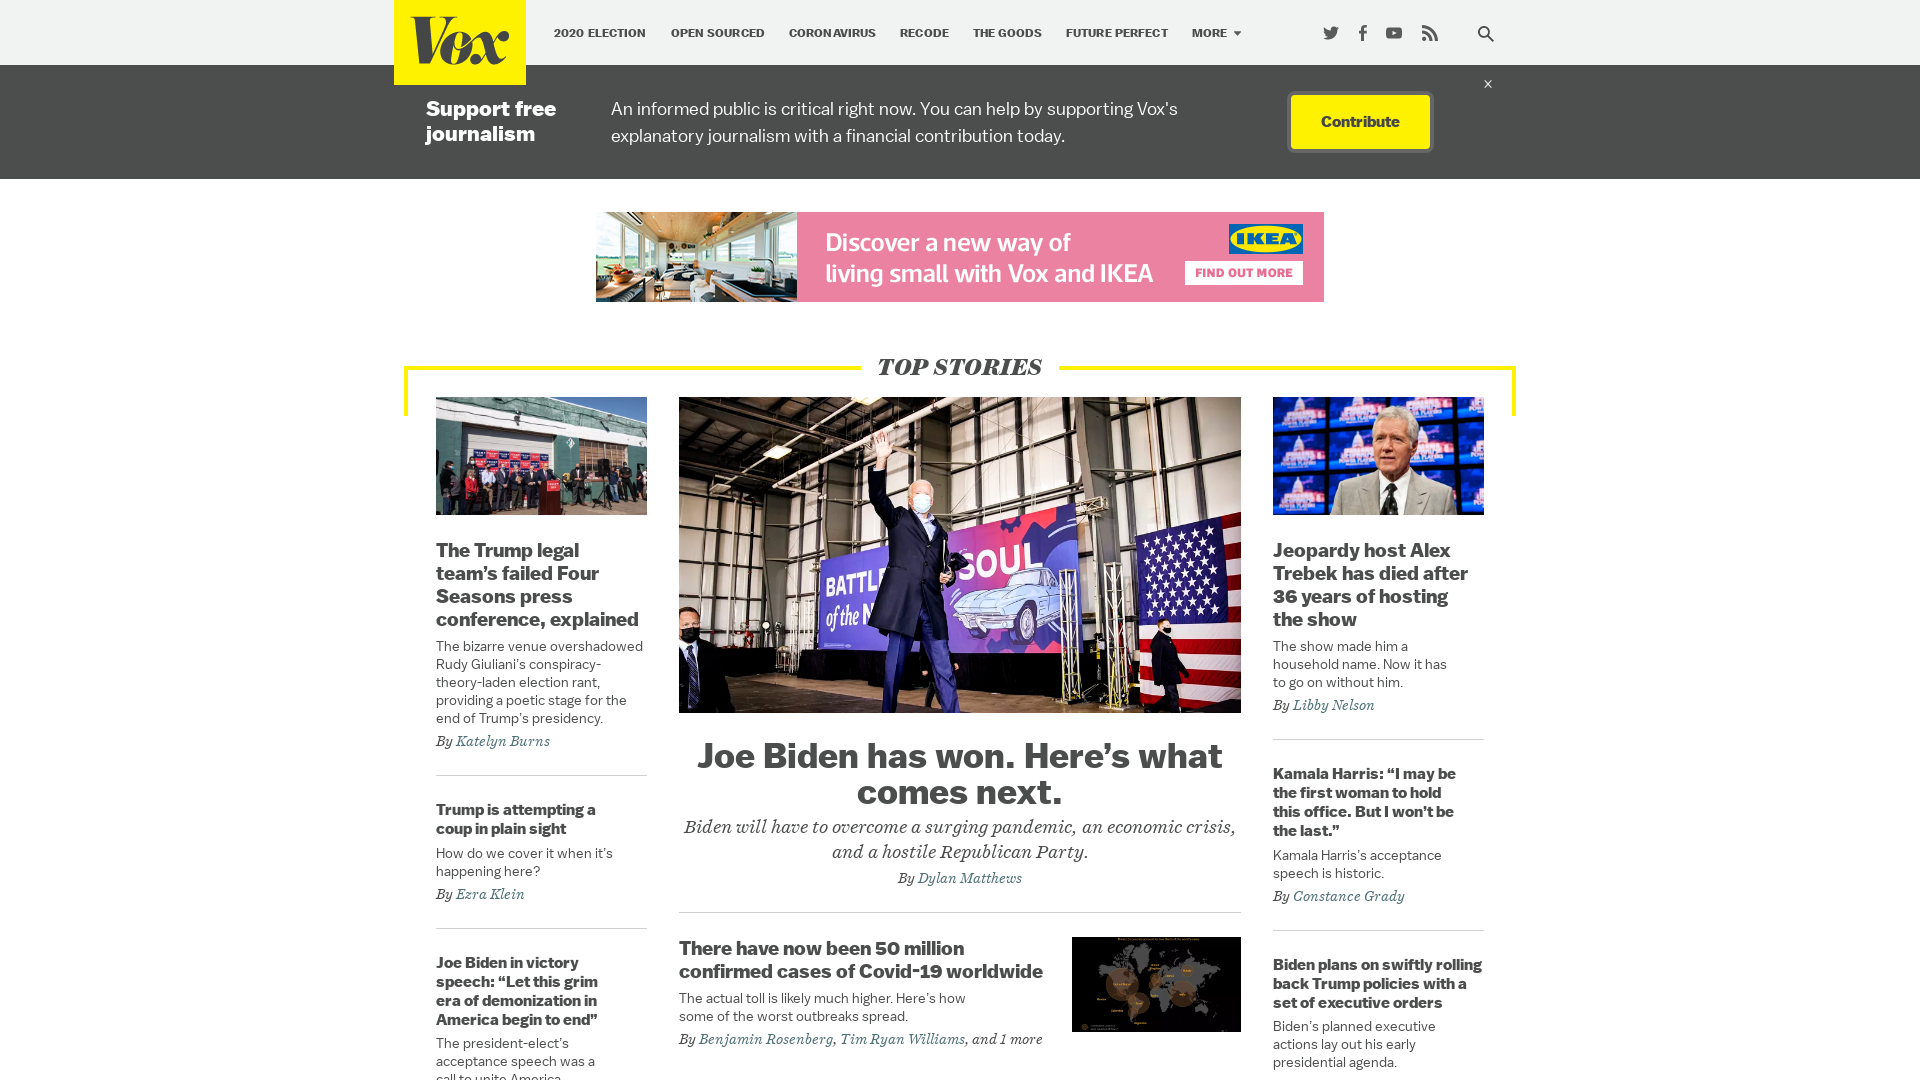 Vox
2020 ELECTION
OPEN SOURCED
CORONAVIRUS
RECODE
THE GOODS
FUTURE PERFECT
MORE
x
Support free
journalism
An informed public is critical right now. You can help by supporting Vox's
explanatory journalism with a financial contribution today.
Contribute
Discover a new way of
living small with Vox and IKEA
IKEA
FIND OUT MORE
TOP STORIES
The Trump legal
team’s failed Four
Seasons press
conference, explained
The bizarre venue overshadowed
Rudy Giuliani’s conspiracy-
theory-laden election rant,
providing a poetic stage for the
end of Trump’s presidency.
By Katelyn Burns
Trump is attempting a
coup in plain sight
How do we cover it when it’s
happening here?
By Ezra Klein
Joe Biden in victory
speech: “Let this grim
era of demonization in
America begin to end”
The president-elect’s
acceptance speech was a
call to unite America.
BATTLE
SOUL
of the N
Joe Biden has won. Here’s what
comes next.
Biden will have to overcome a surging pandemic, an economic crisis,
and a hostile Republican Party.
By Dylan Matthews
There have now been 50 million
confirmed cases of Covid-19 worldwide
The actual toll is likely much higher. Here’s how
some of the worst outbreaks spread.
By Benjamin Rosenberg, Tim Ryan Williams, and 1 more
Jeopardy host Alex
Trebek has died after
36 years of hosting
the show
The show made him a
household name. Now it has
to go on without him.
By Libby Nelson
Kamala Harris: “I may be
the first woman to hold
this office. But I won’t be
the last.”
Kamala Harris’s acceptance
speech is historic.
By Constance Grady
Biden plans on swiftly rolling
back Trump policies with a
set of executive orders
Biden’s planned executive
actions lay out his early
presidential agenda.